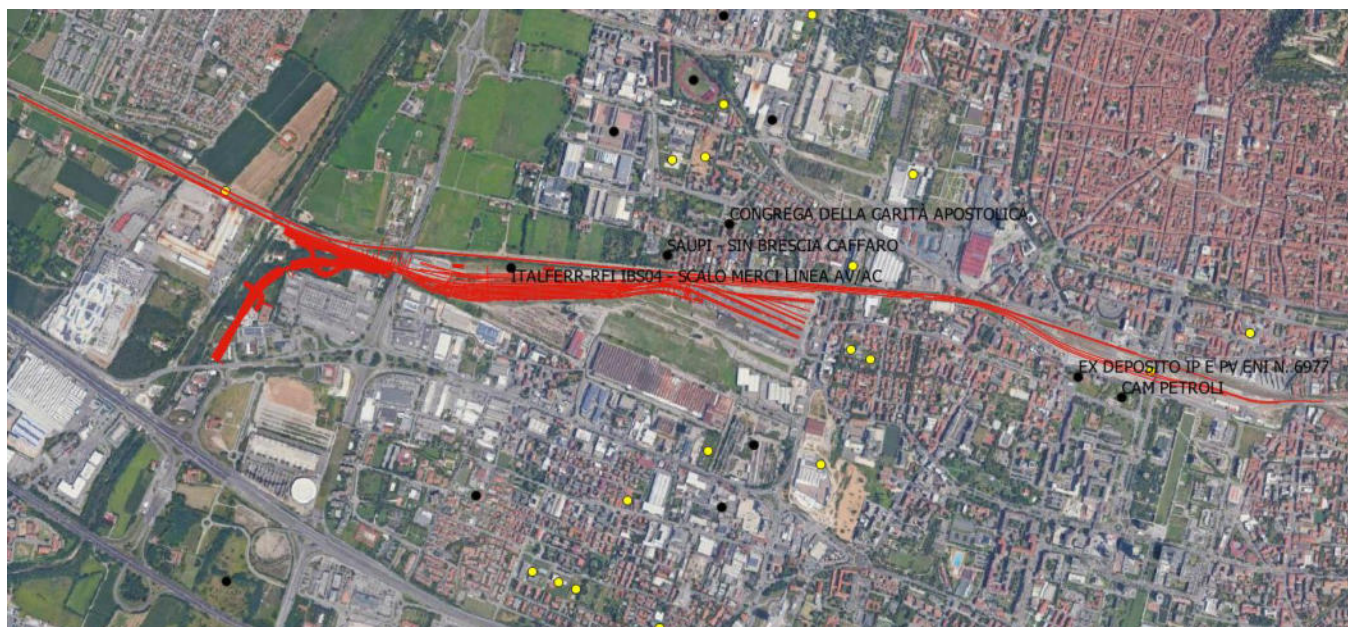 CONGREGA DELLA CARITÀ APOSTOLICA
SAUPI - SIN BRESCIA CAFFARO
ITALFERR-RFI IBS04 - SCALO MERCI LINEA AV/AC
EX DEPOSITO IP E PV ENI N. 6977
CAM PETROLI